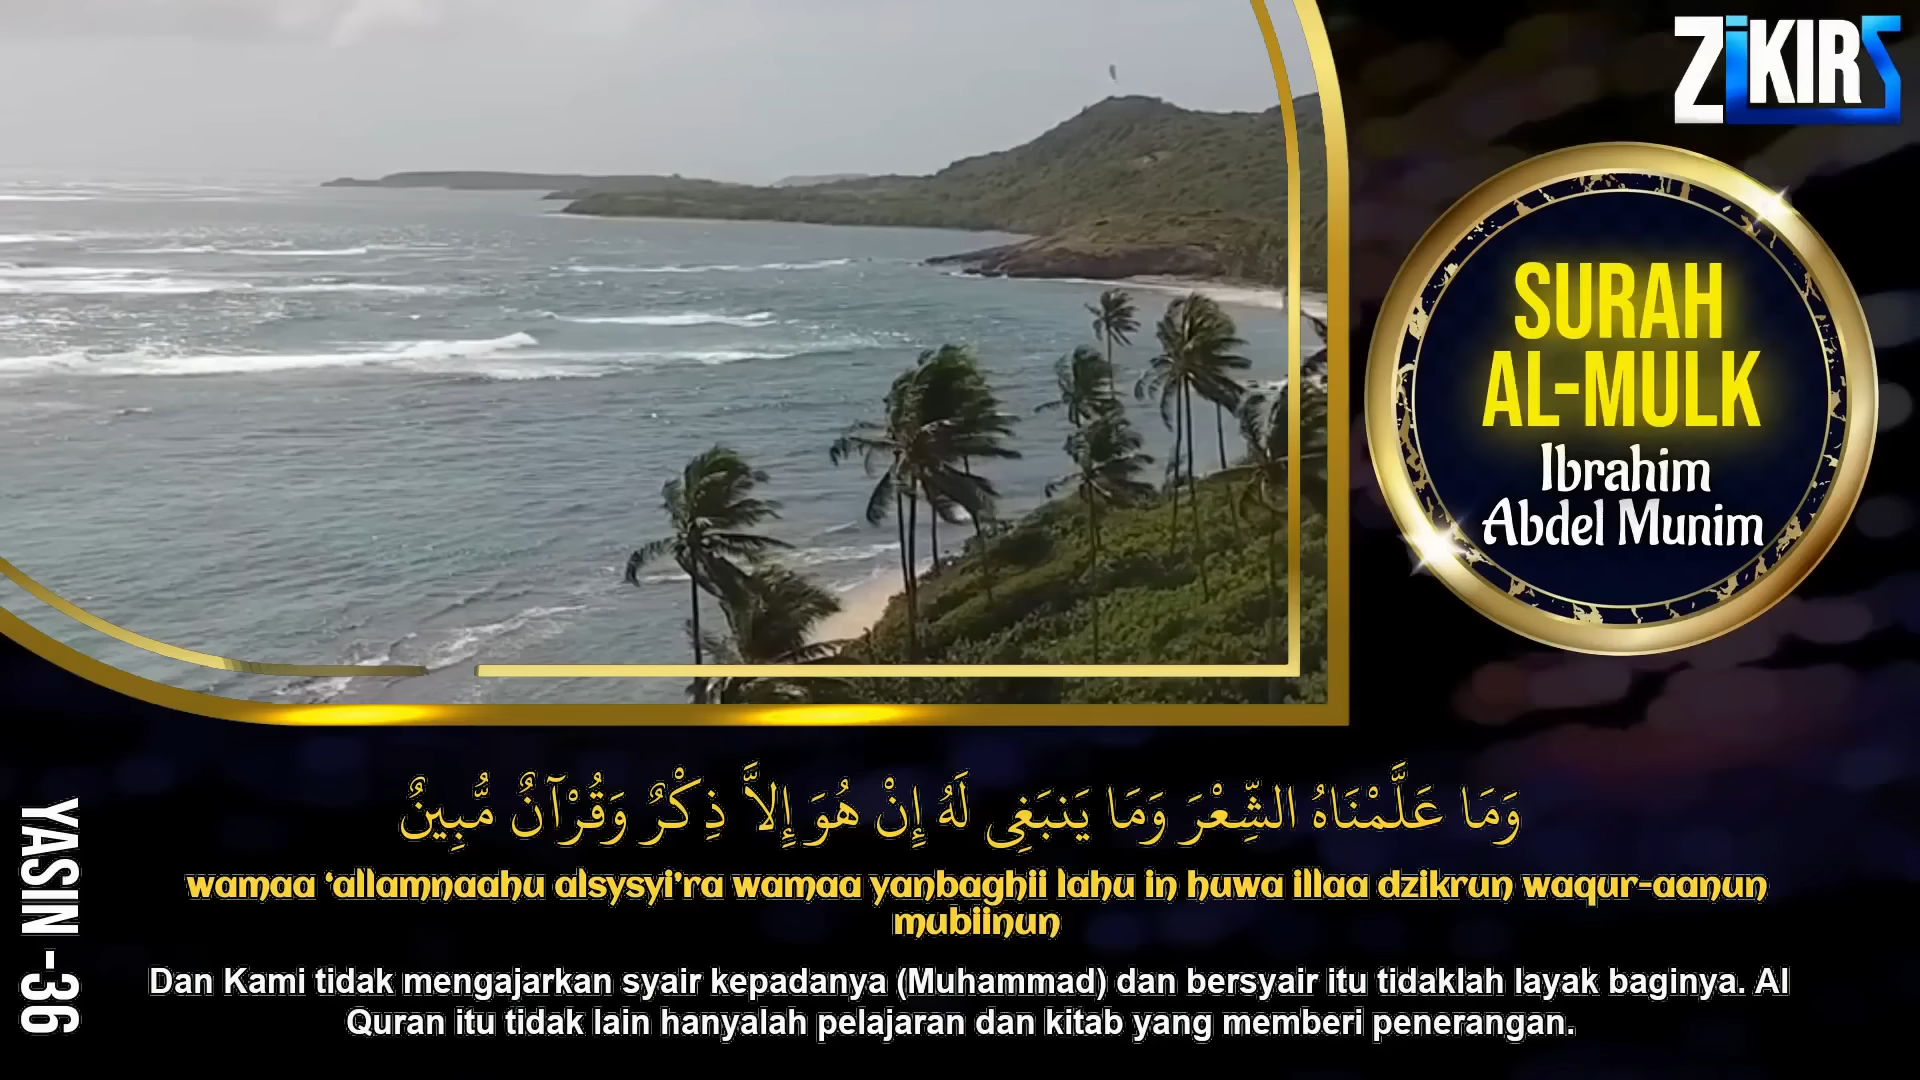 ZiKIRS
SURAH
AL-MULK
Ibrahim
Abdel Munim
وَمَا عَلَّمْنَاهُ الشِّعْرَ وَمَا يَنبَغِي لَهُ إِنْ هُوَ إِلاَّ ذِكْرٌ وَقُرْآنٌ مُّبِينٌ
wamaa ‘allamnaahu alsysyi’ra wamaa yanbaghii lahu in huwa illaa dzikrun waqur-aanun
mubiinun
Dan Kami tidak mengajarkan syair kepadanya (Muhammad) dan bersyair itu tidaklah layak baginya. Al
Quran itu tidak lain hanyalah pelajaran dan kitab yang memberi penerangan.
YASIN -36